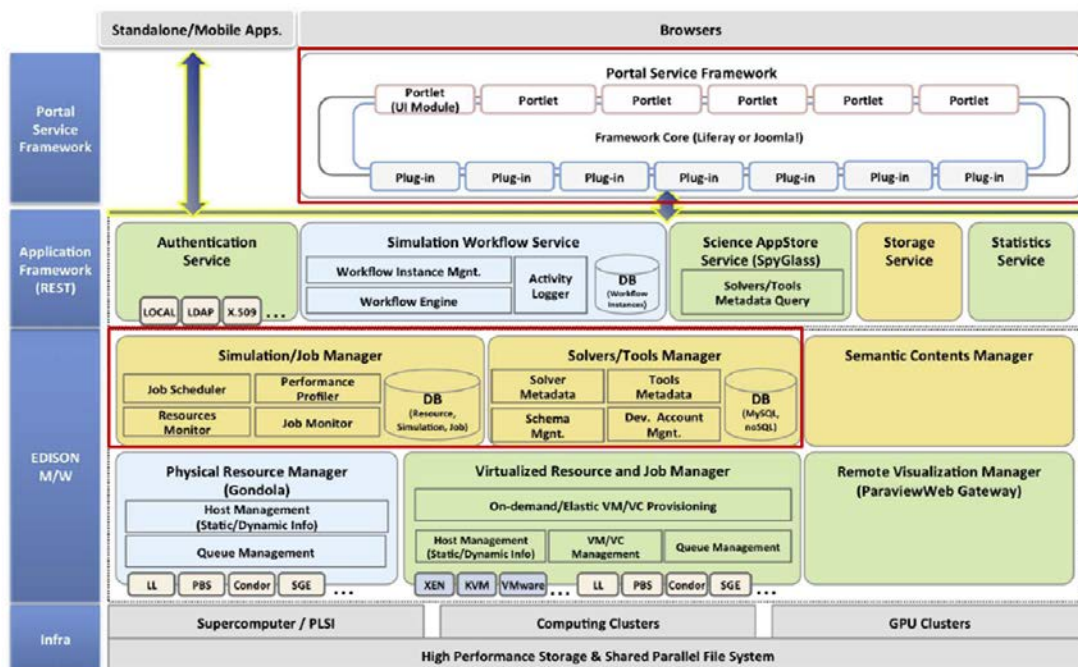 Standalone/Mobile Apps.
Browsers
Portal
Service
Framework
Portal Service Framework
Portlet
(UI Module)
Portlet
Portlet
Portlet
Portlet
Portlet
Framework Core (Liferay or Joomla!)
Plug-in
Plug-in
Plug-in
Plug-in
Plug-in
Plug-in
Plug-in
Application
Framework
(REST)
Authentication
Service
LOCAL
LDAP
X.509
...
Simulation Workflow Service
Workflow Instance Mgnt.
Workflow Engine
Activity
Logger
DB
(Workflow
Instances)
Science AppStore
Service (SpyGlass)
Solvers/Tools
Metadata Query
Storage
Service
Statistics
Service
EDISON
M/W
Simulation/Job Manager
Job Scheduler
Performance
Profiler
Resources
Monitor
Job Monitor
DB
(Resource,
Simulation, Job)
Solvers/Tools Manager
Solver
Metadata
Tools
Metadata
Schema
Mgnt.
Dev. Account
Mgnt.
DB
(MySQL,
noSQL)
Semantic Contents Manager
Physical Resource Manager
(Gondola)
Host Management
(Static/Dynamic Info)
Queue Management
LL
PBS
Condor
SGE
...
Virtualized Resource and Job Manager
On-demand/Elastic VM/VC Provisioning
Host Management
(Static/Dynamic Info)
VM/VC
Management
Queue Management
XEN
KVM
VMware
...
LL
PBS
Condor
SGE
...
Remote Visualization Manager
(ParaviewWeb Gateway)
Infra
Supercomputer / PLSI
Computing Clusters
GPU Clusters
High Performance Storage & Shared Parallel File System